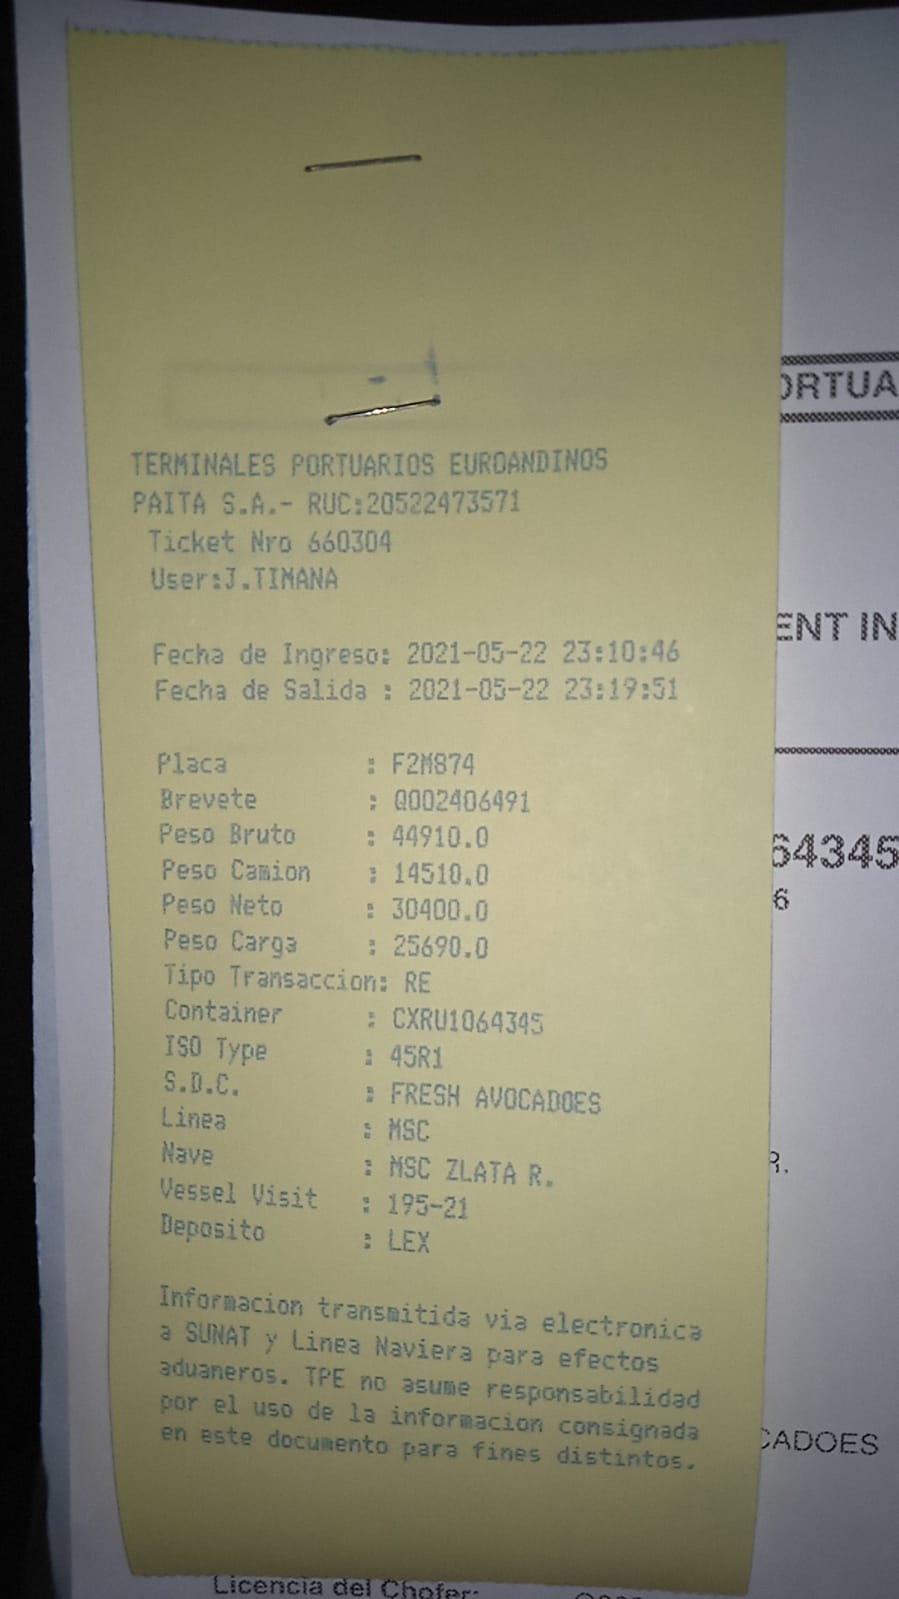 TERMINALES PORTUARIOS EUROANDINOS
PAITA S.A.- RUC:20522473571
Ticket Nro 660304
User:J.TIMANA
Fecha de Ingreso: 2021-05-22 23:10:46
Fecha de Salida : 2021-05-22 23:19:51
Placa : F2M874
Brevete : Q002406491
Peso Bruto : 44910.0
Peso Camion : 14510.0
Peso Neto : 30400.0
Peso Carga : 25690.0
Tipo Transaccion: RE
Container : CXRU1064345
ISO Type : 45R1
S.D.C. : FRESH AVOCADOES
Linea : MSC
Nave : MSC ZLATA R.
Vessel Visit : 195-21
Deposito : LEX
Informacion transmitida via electronica
a SUNAT y Linea Naviera para efectos
aduaneros. TPE no asume responsabilidad
por el uso de la informacion consignada
en este documento para fines distintos.
ORTUA
ENT IN
64345
6
R.
CADOES
Licencia del Chofer: